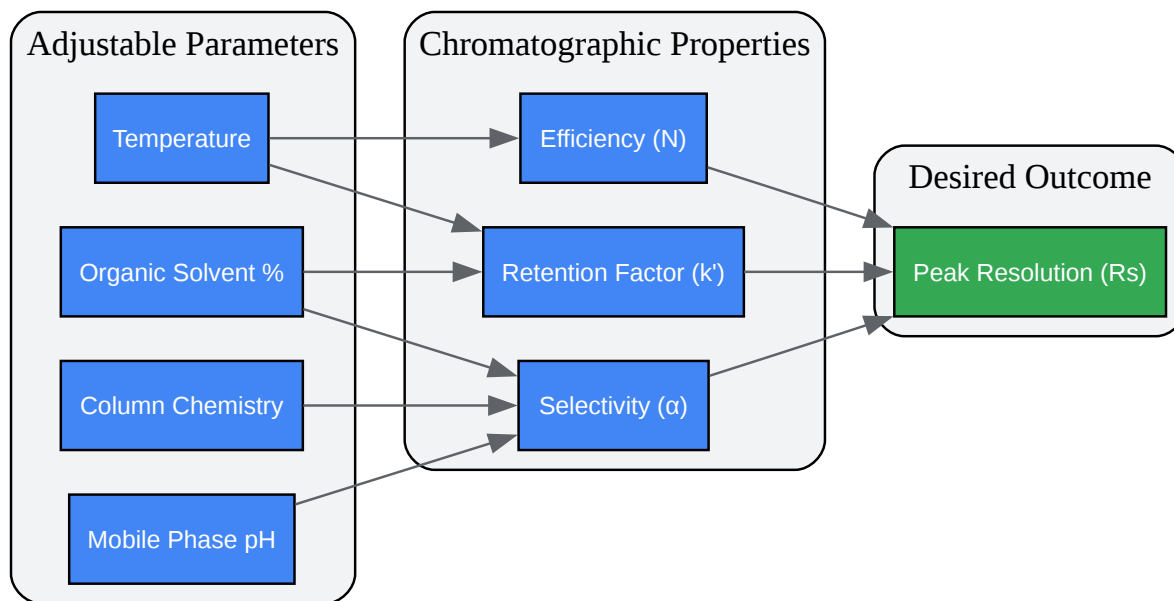 Adjustable Parameters
Temperature
Organic Solvent %
Column Chemistry
Mobile Phase pH
Chromatographic Properties
Efficiency (N)
Retention Factor (k')
Selectivity (α)
Desired Outcome
Peak Resolution (Rs)